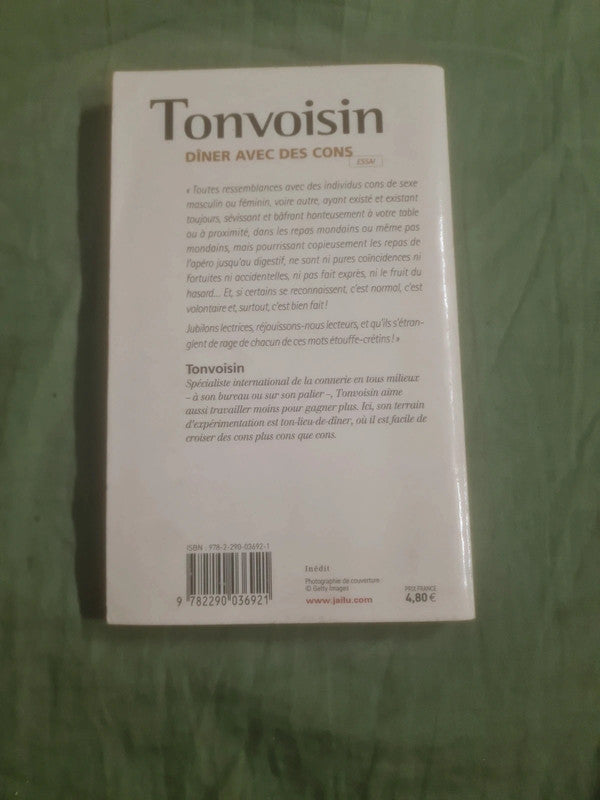 Tonvoisin
DÎNER AVEC DES CONS
ESSAI
« Toutes ressemblances avec des individus cons de sexe
masculin ou féminin, voire autre, ayant existé et existant
toujours, sévissant et bâfrant honteusement à votre table
ou à proximité, dans les repas mondains ou même pas
mondains, mais pourrissant copieusement les repas de
l'apéro jusqu'au digestif, ne sont ni pures coïncidences ni
fortuites ni accidentelles, ni pas fait exprès, ni le fruit du
hasard... Et, si certains se reconnaissent, c'est normal, c'est
volontaire et, surtout, c'est bien fait !
Jubilons lectrices, réjouissons-nous lecteurs, et qu'ils s'étran-
glent de rage de chacun de ces mots étouffe-crétins ! »
Tonvoisin
Spécialiste international de la connerie en tous milieux
– à son bureau ou sur son palier –, Tonvoisin aime
aussi travailler moins pour gagner plus. Ici, son terrain
d'expérimentation est ton-lieu-de-dîner, où il est facile de
croiser des cons plus cons que cons.
ISBN : 978-2-290-03692-1
9 782290 036921
Inédit
Photographie de couverture
© Getty Images
www.jailu.com
PRIX FRANCE
4,80 €